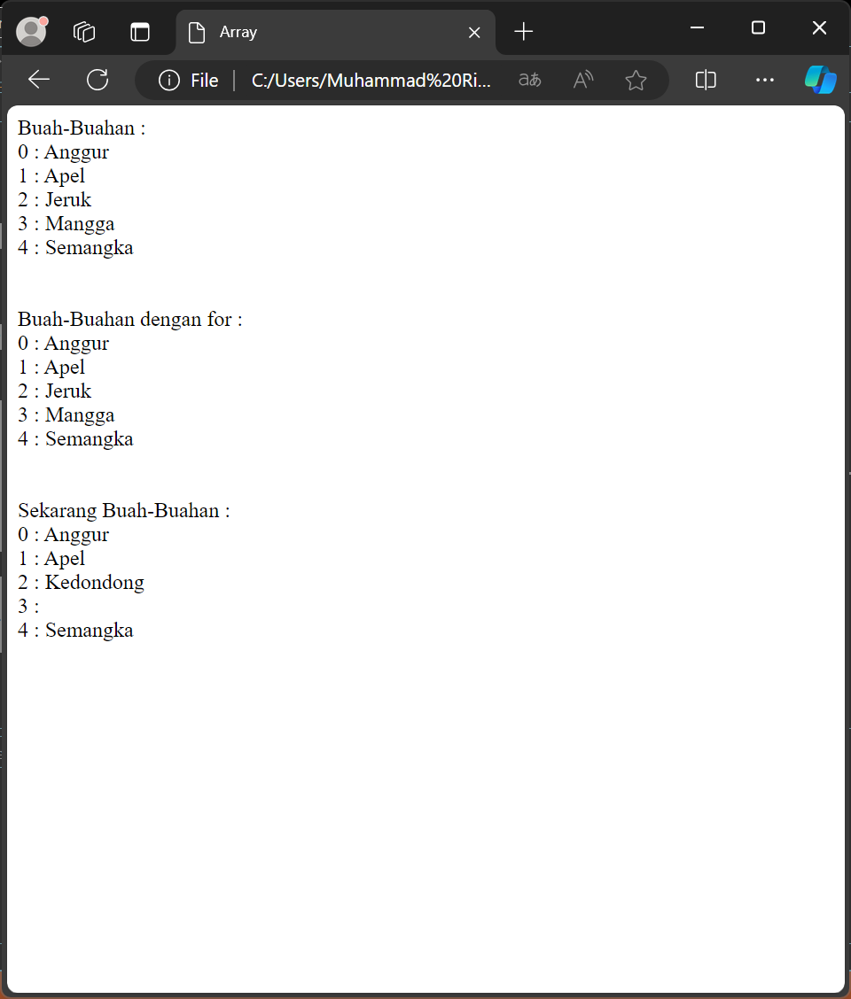 Array
File
C:/Users/Muhammad%20Ri...
Buah-Buahan :
0 : Anggur
1 : Apel
2 : Jeruk
3 : Mangga
4 : Semangka
Buah-Buahan dengan for :
0 : Anggur
1 : Apel
2 : Jeruk
3 : Mangga
4 : Semangka
Sekarang Buah-Buahan :
0 : Anggur
1 : Apel
2 : Kedondong
3 :
4 : Semangka